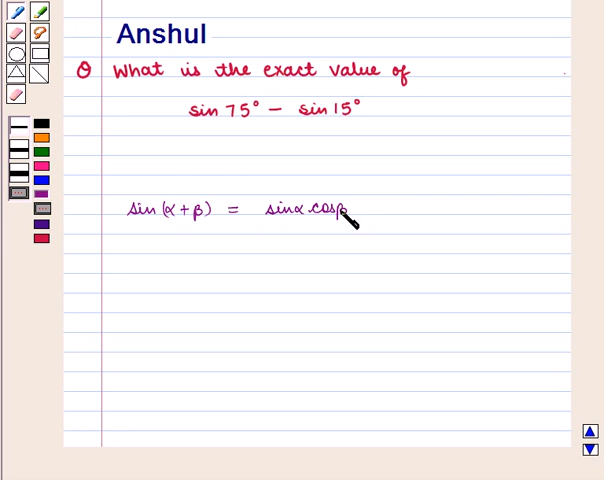 Anshul
Q What is the exact value of
sin 75° - sin 15°
sin(α + β) = sinα cosβ